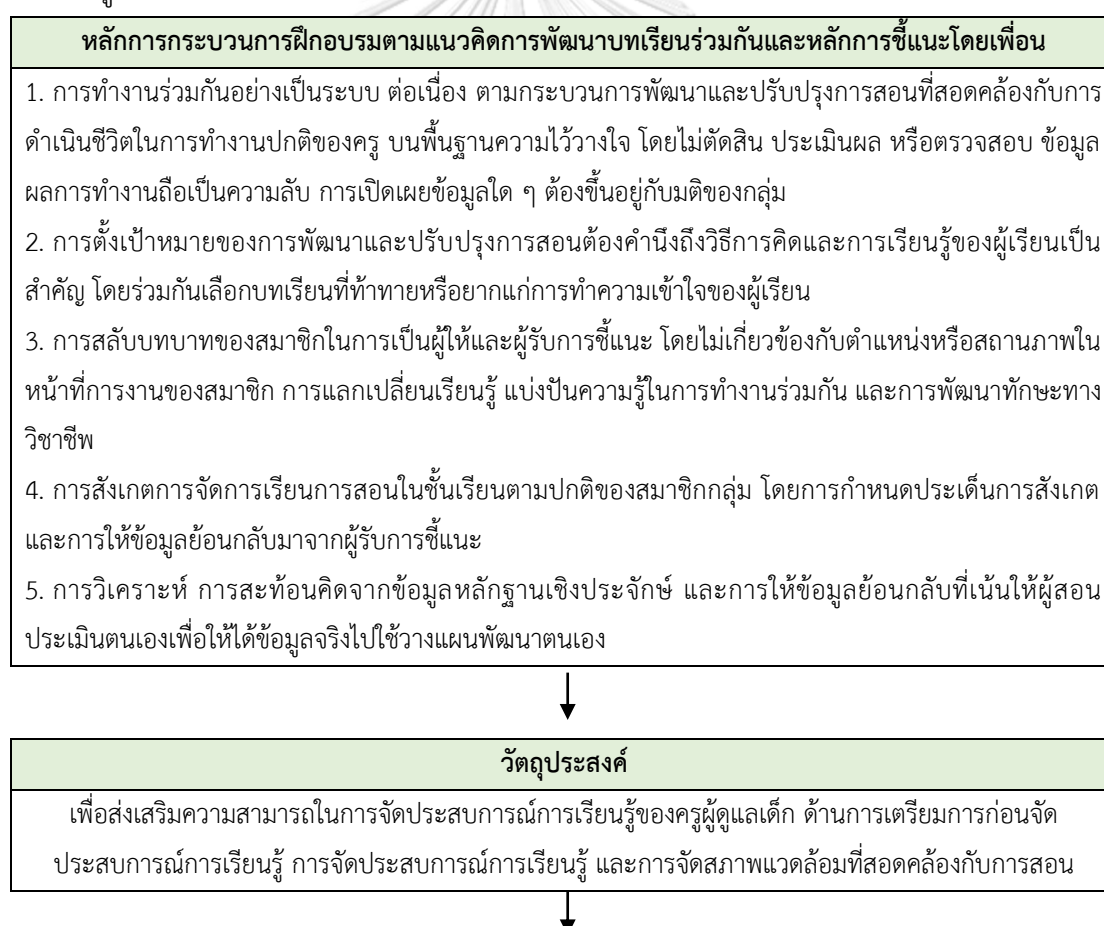 หลักการกระบวนการฝึกอบรมตามแนวคิดการพัฒนาบทเรียนร่วมกันและหลักการชี้แนะโดยเพื่อน
1. การทำงานร่วมกันอย่างเป็นระบบ ต่อเนื่อง ตามกระบวนการพัฒนาและปรับปรุงการสอนที่สอดคล้องกับการ
ดำเนินชีวิตในการทำงานปกติของครู บนพื้นฐานความไว้วางใจ โดยไม่ตัดสิน ประเมินผล หรือตรวจสอบ ข้อมูล
ผลการทำงานถือเป็นความลับ การเปิดเผยข้อมูลใด ๆ ต้องขึ้นอยู่กับมติของกลุ่ม
2. การตั้งเป้าหมายของการพัฒนาและปรับปรุงการสอนต้องคำนึงถึงวิธีการคิดและการเรียนรู้ของผู้เรียนเป็น
สำคัญ โดยร่วมกันเลือกบทเรียนที่ท้าทายหรือยากแก่การทำความเข้าใจของผู้เรียน
3. การสลับบทบาทของสมาชิกในการเป็นผู้ให้และผู้รับการชี้แนะ โดยไม่เกี่ยวข้องกับตำแหน่งหรือสถานภาพใน
หน้าที่การงานของสมาชิก การแลกเปลี่ยนเรียนรู้ แบ่งปันความรู้ในการทำงานร่วมกัน และการพัฒนาทักษะทาง
วิชาชีพ
4. การสังเกตการจัดการเรียนการสอนในชั้นเรียนตามปกติของสมาชิกกลุ่ม โดยการกำหนดประเด็นการสังเกต
และการให้ข้อมูลย้อนกลับมาจากผู้รับการชี้แนะ
5. การวิเคราะห์ การสะท้อนคิดจากข้อมูลหลักฐานเชิงประจักษ์ และการให้ข้อมูลย้อนกลับที่เน้นให้ผู้สอน
ประเมินตนเองเพื่อให้ได้ข้อมูลจริงไปใช้วางแผนพัฒนาตนเอง
วัตถุประสงค์
เพื่อส่งเสริมความสามารถในการจัดประสบการณ์การเรียนรู้ของครูผู้ดูแลเด็ก ด้านการเตรียมการก่อนจัด
ประสบการณ์การเรียนรู้ การจัดประสบการณ์การเรียนรู้ และการจัดสภาพแวดล้อมที่สอดคล้องกับการสอน